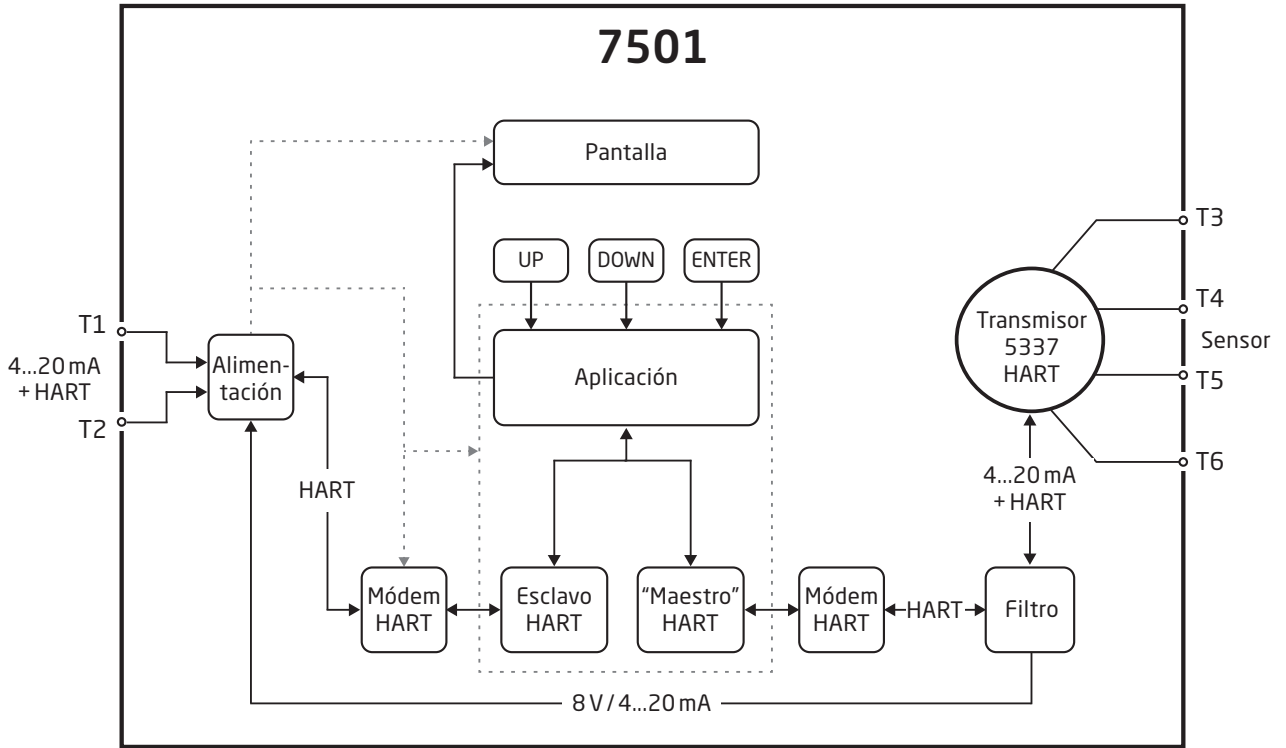 7501
Pantalla
UP
DOWN
ENTER
T1
4...20 mA
+ HART
T2
Alimen-
tación
Aplicación
Transmisor
5337
HART
T3
T4
Sensor
T5
T6
HART
4...20 mA
+ HART
Módem
HART
Esclavo
HART
"Maestro"
HART
Módem
HART
HART
Filtro
8 V / 4...20 mA